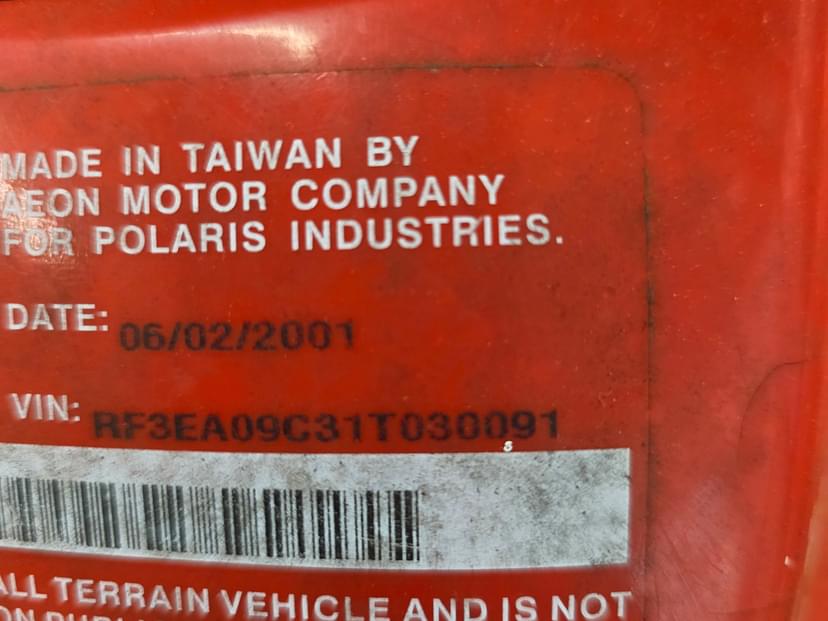 MADE IN TAIWAN BY
AEON MOTOR COMPANY
FOR POLARIS INDUSTRIES.
DATE: 06/02/2001
VIN: RF3EA09C31T030091
ALL TERRAIN VEHICLE AND IS NOT
ON